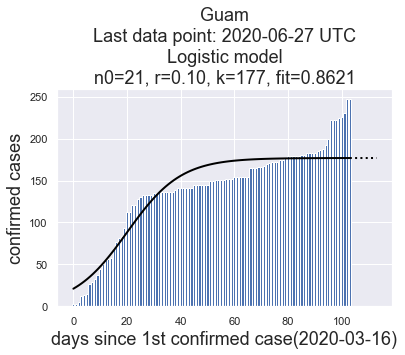 Guam
Last data point: 2020-06-27 UTC
Logistic model
n0=21, r=0.10, k=177, fit=0.8621
250
200
150
100
50
0
confirmed cases
0 20 40 60 80 100
days since 1st confirmed case(2020-03-16)